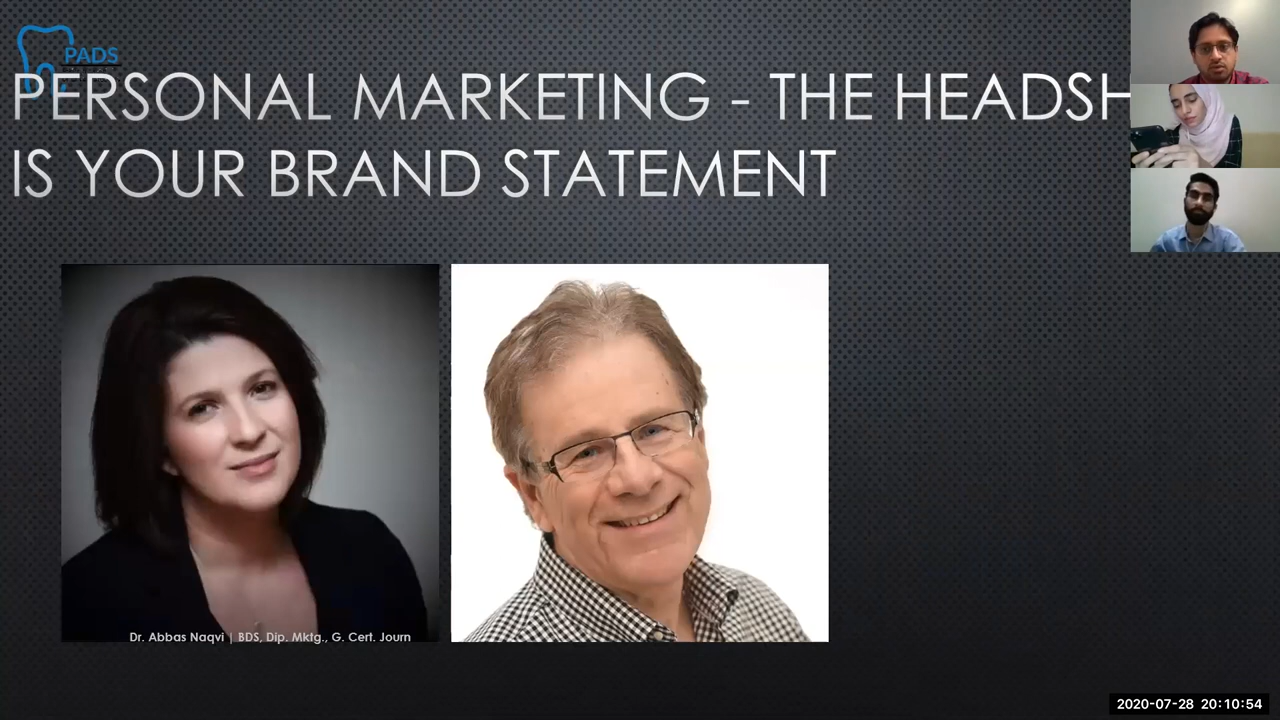 PADS
PERSONAL MARKETING - THE HEADSH
IS YOUR BRAND STATEMENT
Dr. Abbas Naqvi | BDS, Dip. Mktg., G. Cert. Journ
2020-07-28 20:10:54